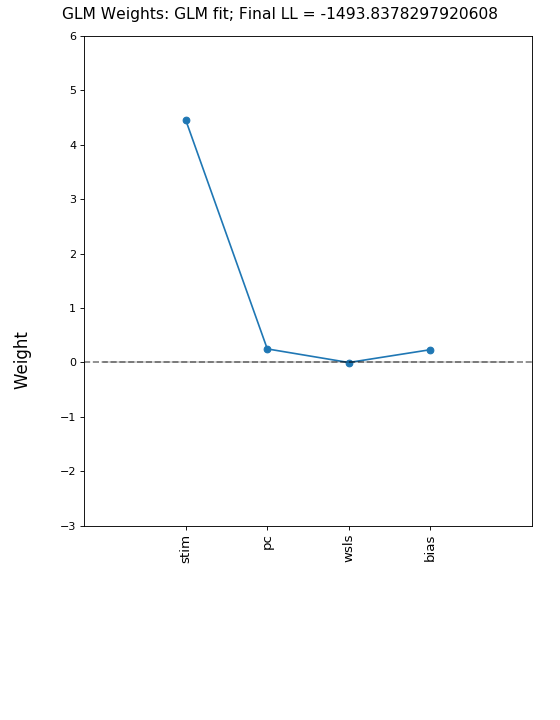 GLM Weights: GLM fit; Final LL = -1493.8378297920608
6
5
4
3
2
1
0
−1
−2
−3
Weight
stim
pc
wsls
bias